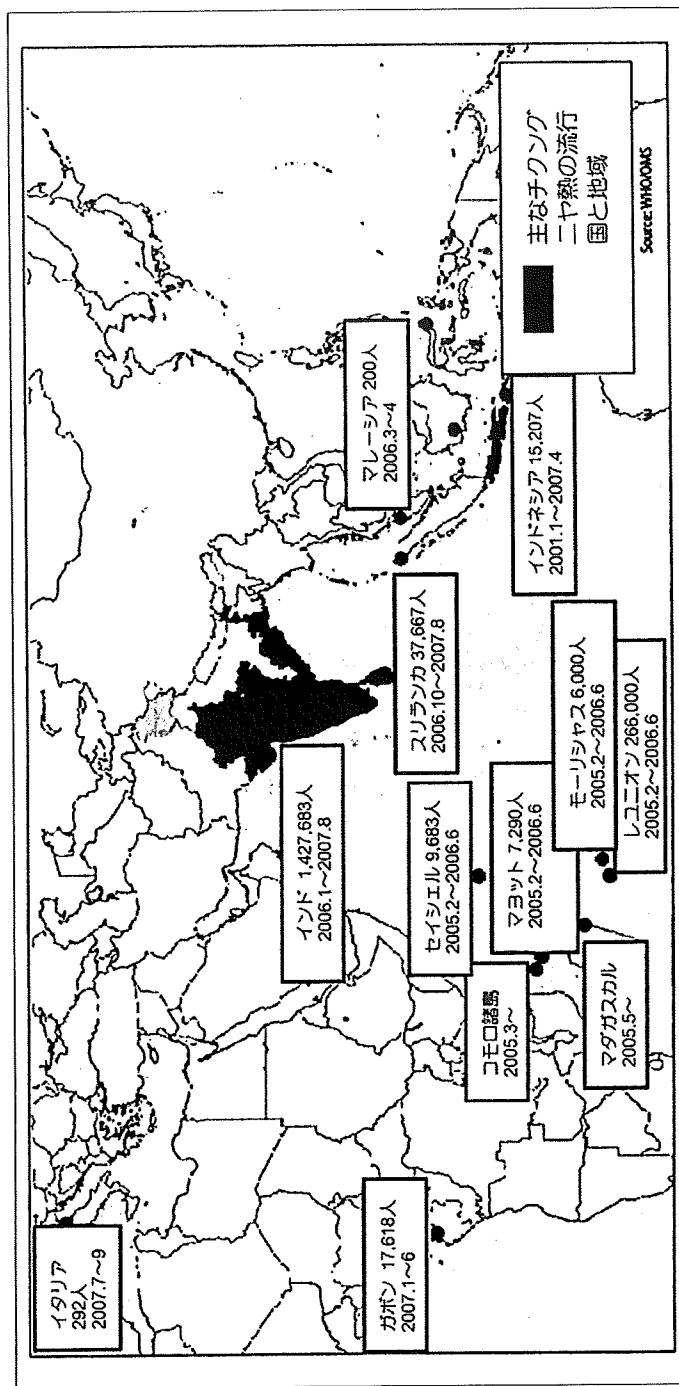 イタリア
292人
2007.7～9
ガボン 17,618人
2007.1～6
インド 1,427,683人
2006.1～2007.8
スリランカ 37,667人
2006.10～2007.8
マレーシア 200人
2006.3～4
セイシェル 9,683人
2005.2～2006.6
コモロ諸島
2005.3～
マヨット 7,290人
2005.2～2006.6
マダガスカル
2005.5～
モーリシャス 6,000人
2005.2～2006.6
レユニオン 266,000人
2005.2～2006.6
インドネシア 15,207人
2001.1～2007.4
主なチクング
ニヤ熱の流行
国と地域
Source: WHO/OMS